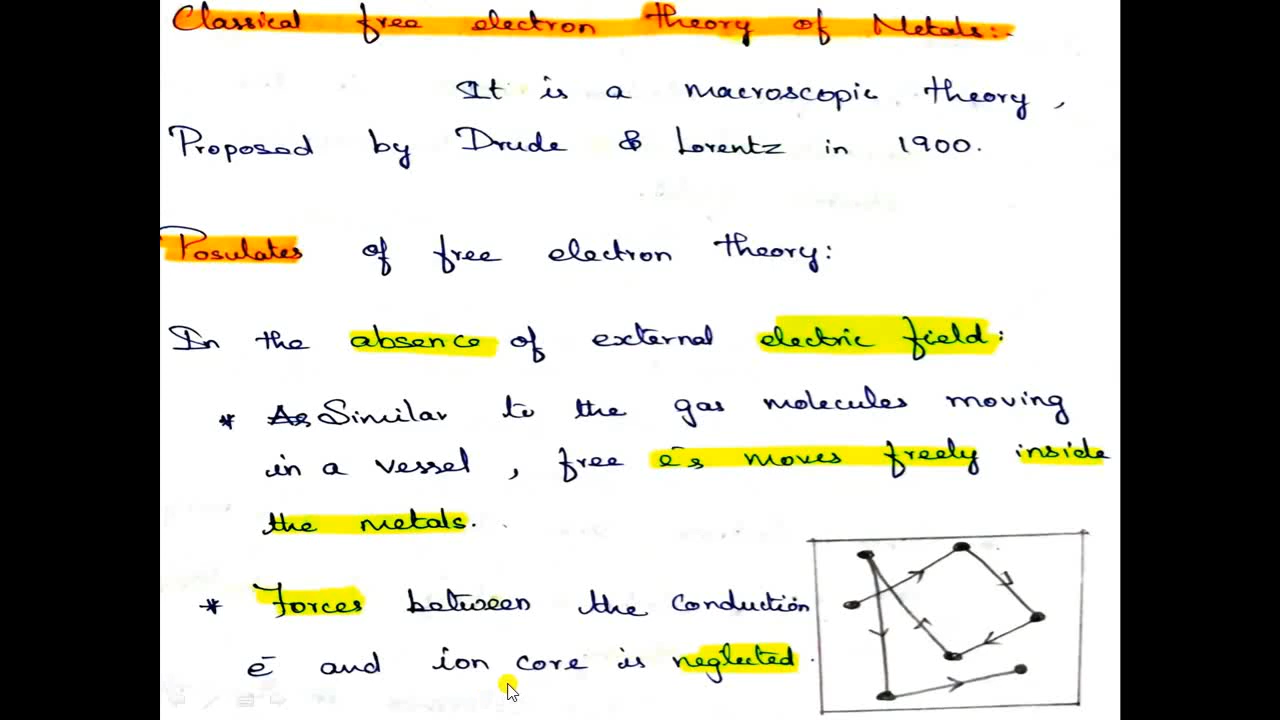 Classical free electron theory of Metals:-
It is a macroscopic theory,
Proposed by Drude & Lorentz in 1900.
Posulates of free electron theory:
In the absence of external electric field:
* As Similar to the gas molecules moving
in a vessel, free e⁻s moves freely inside
the metals.
* Forces between the conduction
e⁻ and ion core is neglected.